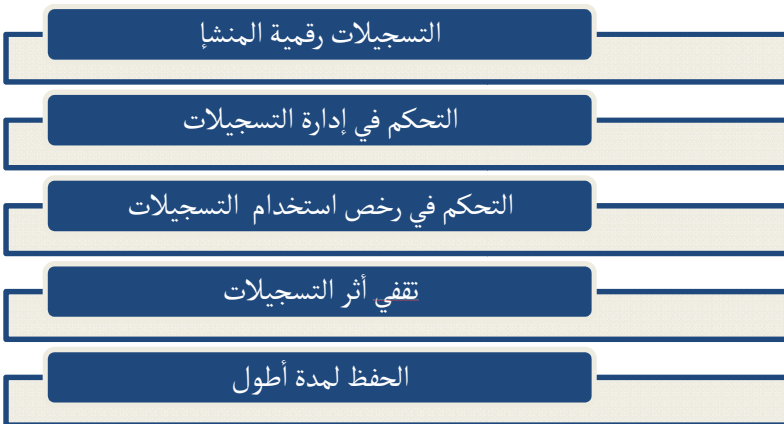 التسجيلات رقمية المنشإ
التحكم في إدارة التسجيلات
التحكم في رخص استخدام التسجيلات
تقفي أثر التسجيلات
الحفظ لمدة أطول